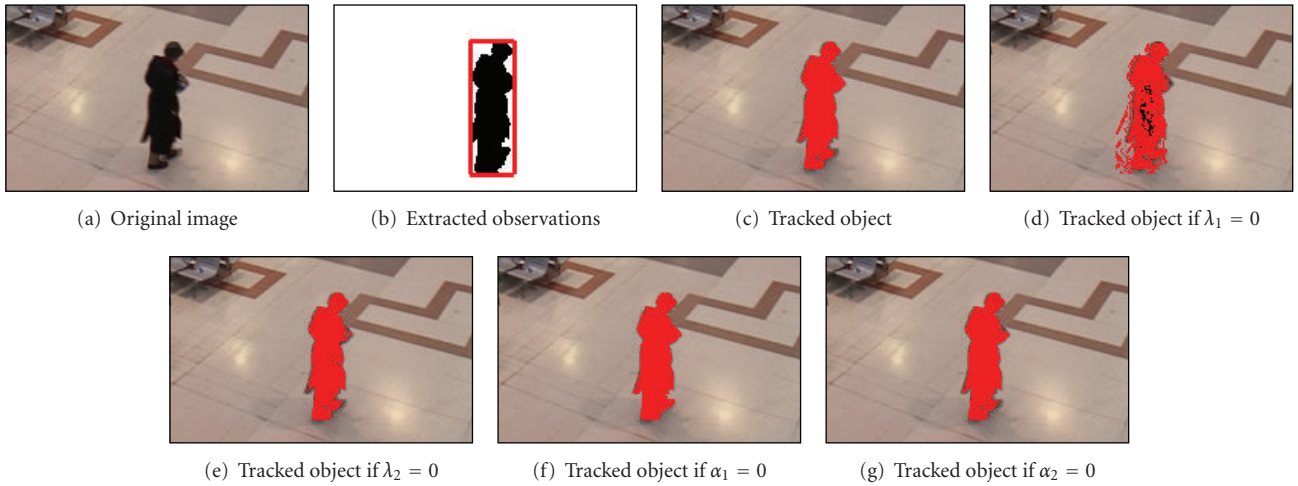 (a) Original image
(b) Extracted observations
(c) Tracked object
(d) Tracked object if λ₁ = 0
(e) Tracked object if λ₂ = 0
(f) Tracked object if α₁ = 0
(g) Tracked object if α₂ = 0